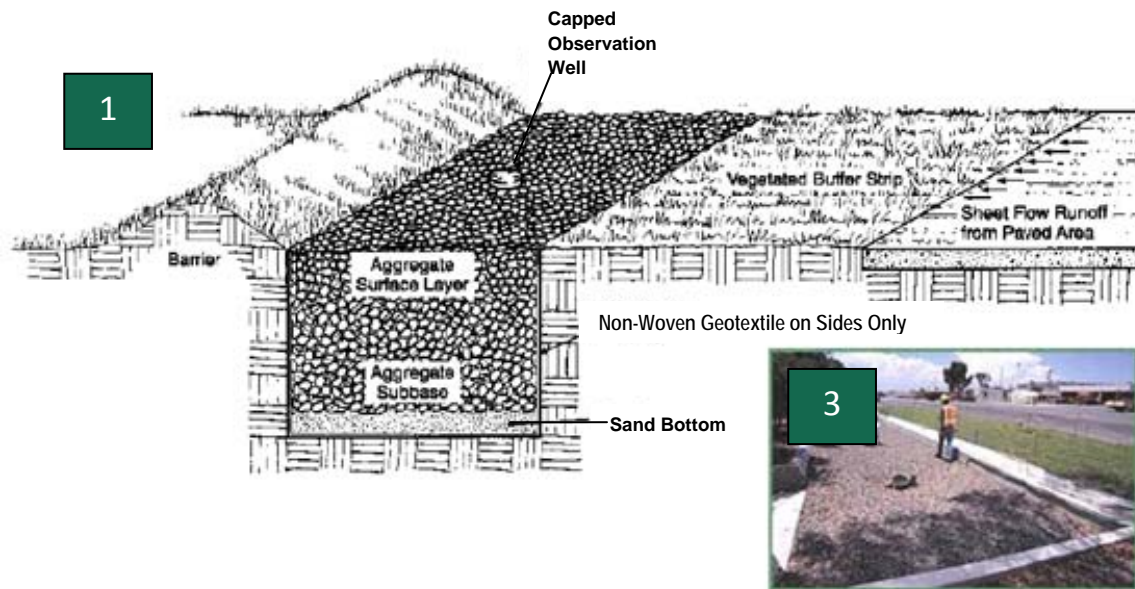 1
Capped
Observation
Well
Vegetated Buffer Strip
Sheet Flow Runoff
from Paved Area
Barrier
Aggregate
Surface Layer
Non-Woven Geotextile on Sides Only
Aggregate
Subbase
Sand Bottom
3